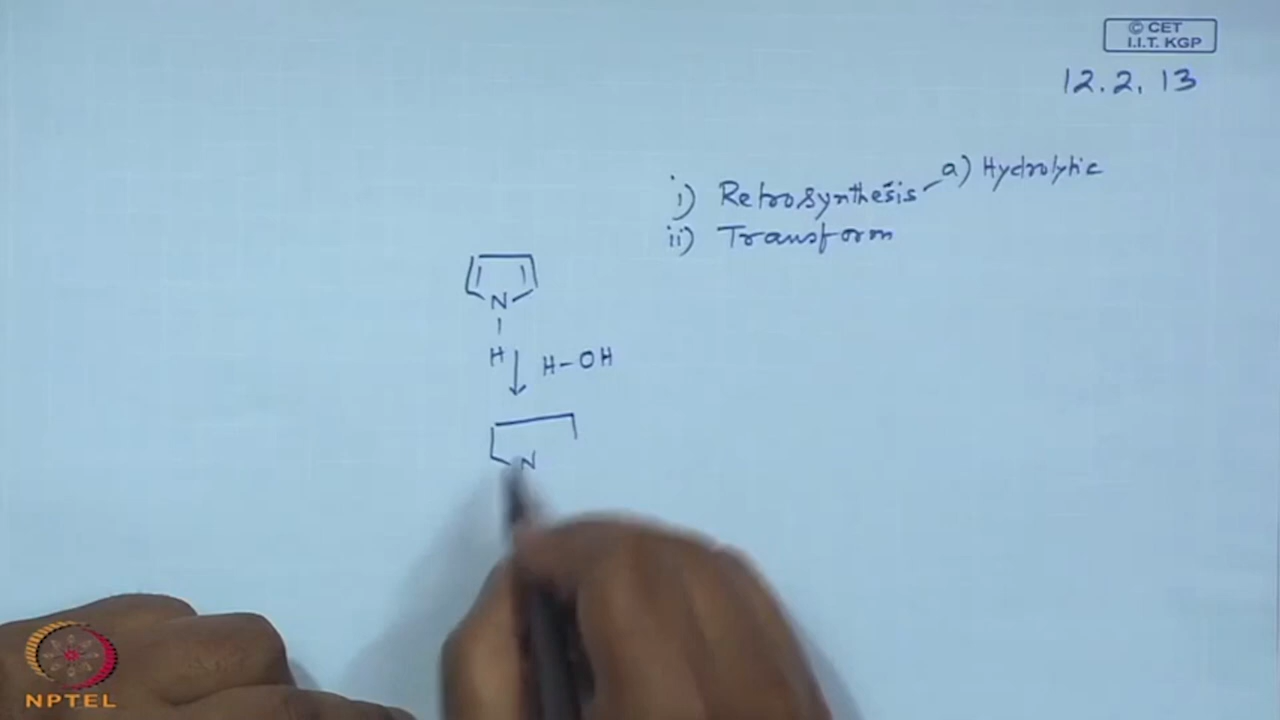 © CET
I.I.T. KGP
12.2.13
i) Retrosynthesis a) Hydrolytic
ii) Transform
N
H H-OH
N
NPTEL